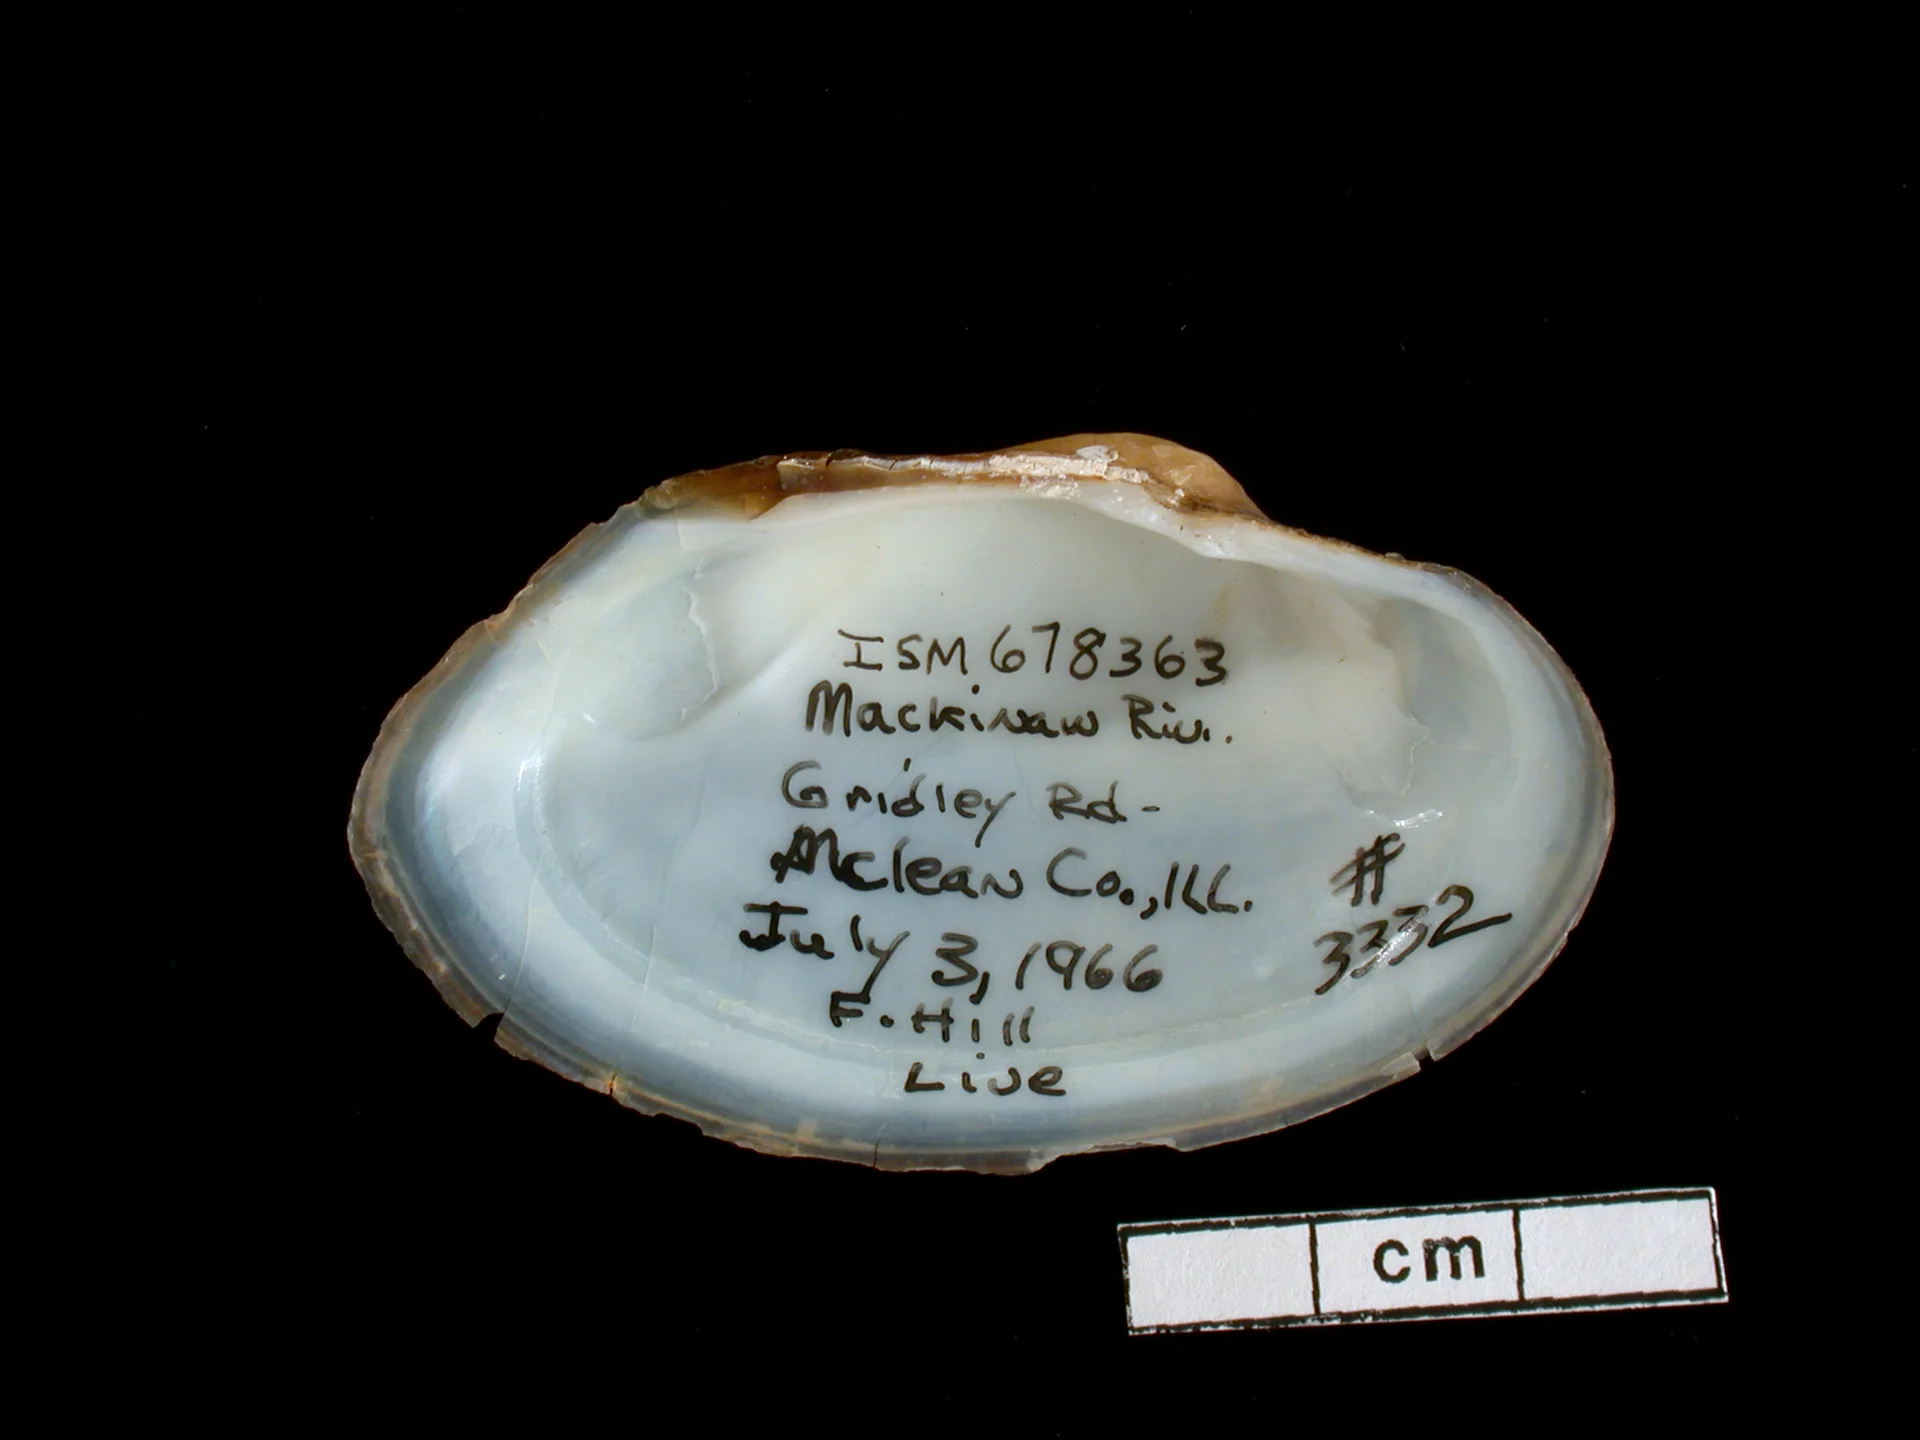 ISM 678363
Mackinaw Riv.
Gridley Rd-
Mclean Co., ILL.
July 3, 1966
F. Hill
Live
#
3332
cm